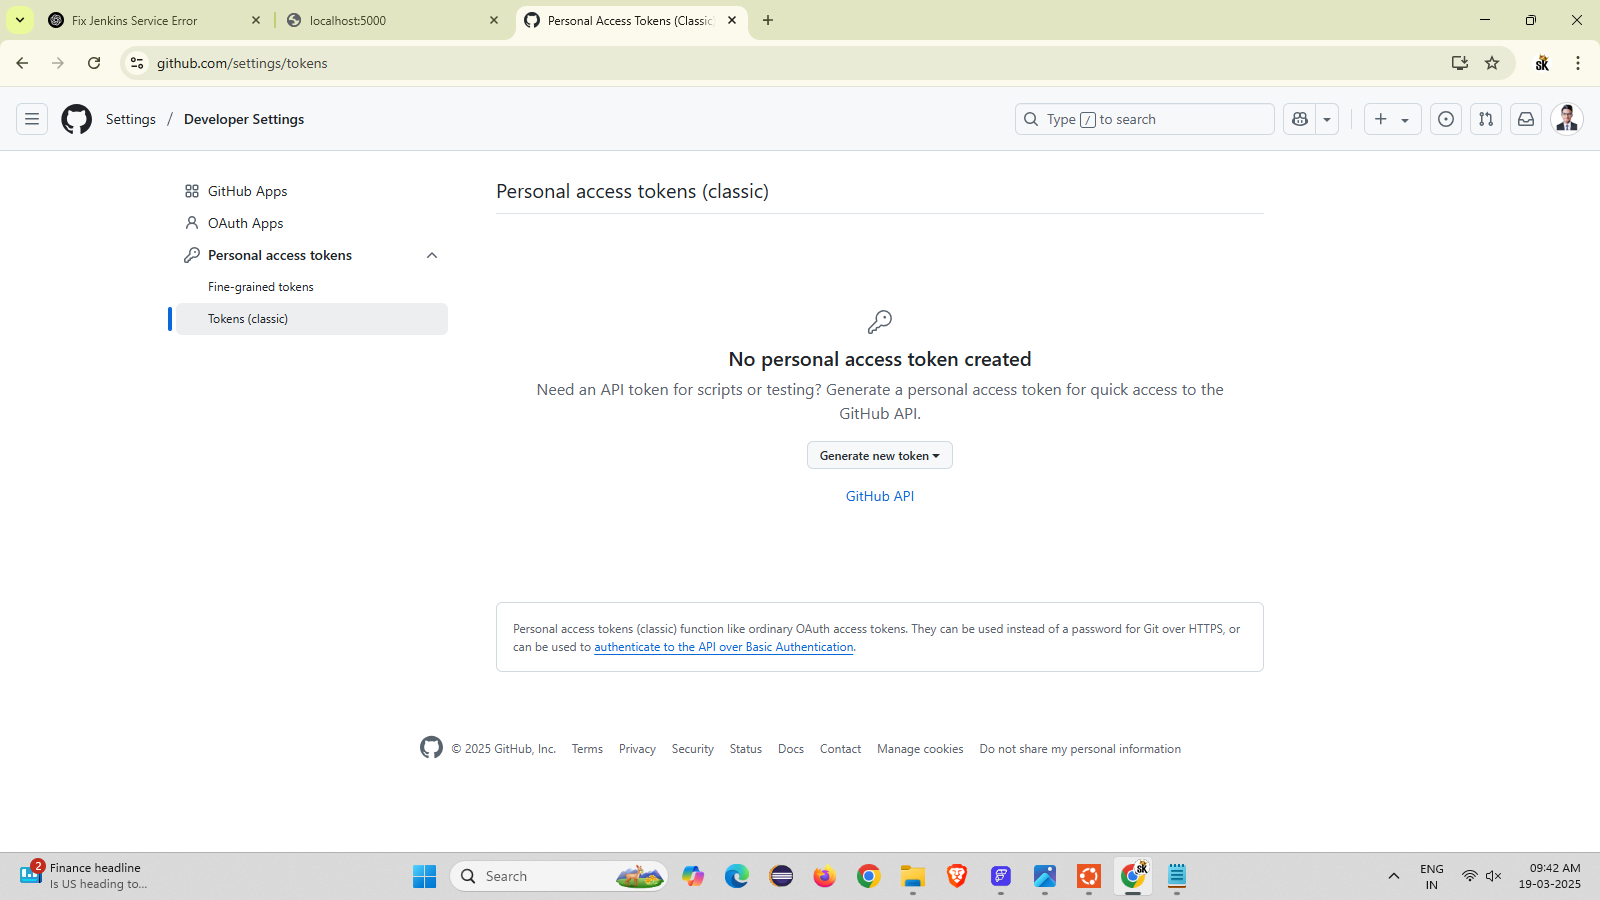 Fix Jenkins Service Error
localhost:5000
Personal Access Tokens (Classic)
github.com/settings/tokens
SK
Settings / Developer Settings
Type / to search
GitHub Apps
OAuth Apps
Personal access tokens
Fine-grained tokens
Tokens (classic)
Personal access tokens (classic)
No personal access token created
Need an API token for scripts or testing? Generate a personal access token for quick access to the
GitHub API.
Generate new token
GitHub API
Personal access tokens (classic) function like ordinary OAuth access tokens. They can be used instead of a password for Git over HTTPS, or
can be used to authenticate to the API over Basic Authentication.
© 2025 GitHub, Inc. Terms Privacy Security Status Docs Contact Manage cookies Do not share my personal information
2
Finance headline
Is US heading to...
Search
SK
ENG
IN
09:42 AM
19-03-2025